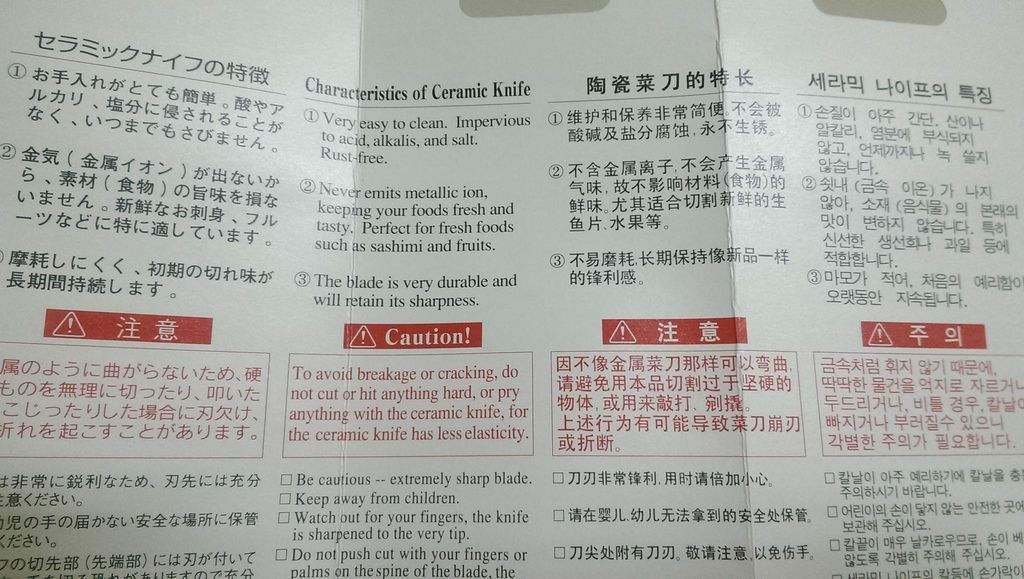 セラミックナイフの特徴
① お手入れがとても簡単。酸やア
ルカリ、塩分に侵されることが
なく、いつまでもさびません。
② 金気(金属イオン)が出ないか
ら、素材(食物)の旨味を損な
いません。新鮮なお刺身、フル
ーツなどに特に適しています。
摩耗しにくく、初期の切れ味が
長期間持続します。
注意
属のように曲がらないため、硬
ものを無理に切ったり、叩いた
こじったりした場合に刃欠け、
折れを起こすことがあります。
は非常に鋭利なため、刃先には充分
注意ください。
幼児の手の届かない安全な場所に保管
ください。
フの切先部(先端部)には刃が付いて
Characteristics of Ceramic Knife
① Very easy to clean. Impervious
to acid, alkalis, and salt.
Rust-free.
② Never emits metallic ion,
keeping your foods fresh and
tasty. Perfect for fresh foods
such as sashimi and fruits.
③ The blade is very durable and
will retain its sharpness.
Caution!
To avoid breakage or cracking, do
not cut or hit anything hard, or pry
anything with the ceramic knife, for
the ceramic knife has less elasticity.
□ Be cautious -- extremely sharp blade.
□ Keep away from children.
□ Watch out for your fingers, the knife
is sharpened to the very tip.
□ Do not push cut with your fingers or
palms on the spine of the blade, the
陶瓷菜刀的特长
① 维护和保养非常简便,不会被
酸碱及盐分腐蚀,永不生锈。
② 不含金属离子,不会产生金属
气味,故不影响材料(食物)的
鲜味。尤其适合切割新鲜的生
鱼片、水果等。
③ 不易磨耗,长期保持像新品一样
的锋利感。
注意
因不像金属菜刀那样可以弯曲,
请避免用本品切割过于坚硬的
物体,或用来敲打、剜撬。
上述行为有可能导致菜刀崩刃
或折断。
□ 刀刃非常锋利,用时请倍加小心。
□ 请在婴儿、幼儿无法拿到的安全处保管。
□ 刀尖处附有刀刃。敬请注意,以免伤手。
세라믹 나이프의 특징
① 손질이 아주 간단, 산이나
알칼리, 염분에 부식되지
않고, 언제까지나 녹 쓸지
않습니다.
② 쇳내 (금속 이온) 가 나지
않아, 소재 (음식물) 의 본래의
맛이 변하지 않습니다. 특히
신선한 생선회나 과일 등에
적합합니다.
③ 마모가 적어, 처음의 예리함이
오랫동안 지속됩니다.
주의
금속처럼 휘지 않기 때문에,
딱딱한 물건을 억지로 자르거나
두드리거나, 비틀 경우, 칼날이
빠지거나 부러질수 있으니
각별한 주의가 필요합니다.
□ 칼날이 아주 예리하기에 칼날을 충분
주의하시기 바랍니다.
□ 어린이의 손이 닿지 않는 안전한 곳에
보관해 주십시오.
□ 칼끝이 매우 날카로우므로, 손이 베
않도록 각별히 주의해 주십시오.
□ 세라믹 나이프의 칼등에 손가락이